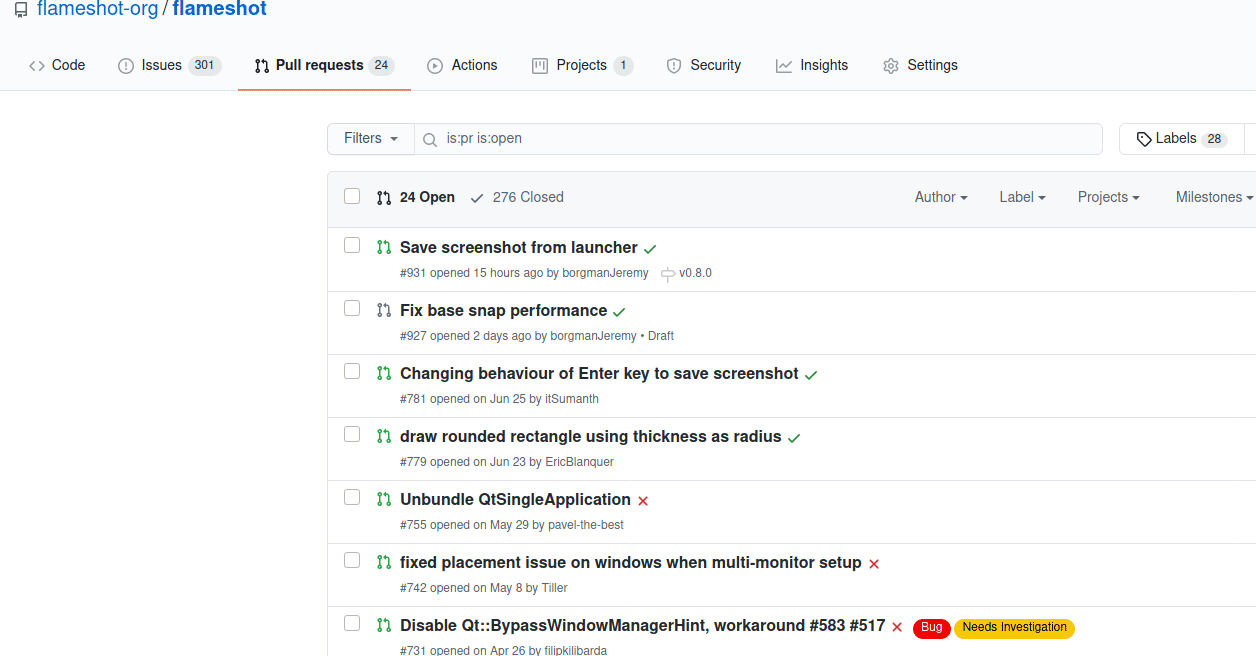 flameshot-org / flameshot
Code Issues 301 Pull requests 24 Actions Projects 1 Security Insights Settings
Filters is:pr is:open Labels 28
24 Open 276 Closed Author Label Projects Milestones
Save screenshot from launcher
#931 opened 15 hours ago by borgmanJeremy v0.8.0
Fix base snap performance
#927 opened 2 days ago by borgmanJeremy • Draft
Changing behaviour of Enter key to save screenshot
#781 opened on Jun 25 by itSumanth
draw rounded rectangle using thickness as radius
#779 opened on Jun 23 by EricBlanquer
Unbundle QtSingleApplication
#755 opened on May 29 by pavel-the-best
fixed placement issue on windows when multi-monitor setup
#742 opened on May 8 by Tiller
Disable Qt::BypassWindowManagerHint, workaround #583 #517 Bug Needs Investigation
#731 opened on Apr 26 by filipkilibarda